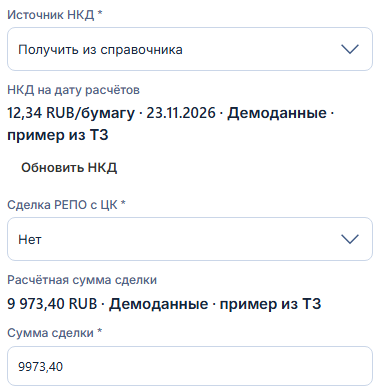 Источник НКД *
Получить из справочника
НКД на дату расчётов
12,34 RUB/бумагу · 23.11.2026 · Демоданные ·
пример из ТЗ
Обновить НКД
Сделка РЕПО с ЦК *
Нет
Расчётная сумма сделки
9 973,40 RUB · Демоданные · пример из ТЗ
Сумма сделки *
9973,40